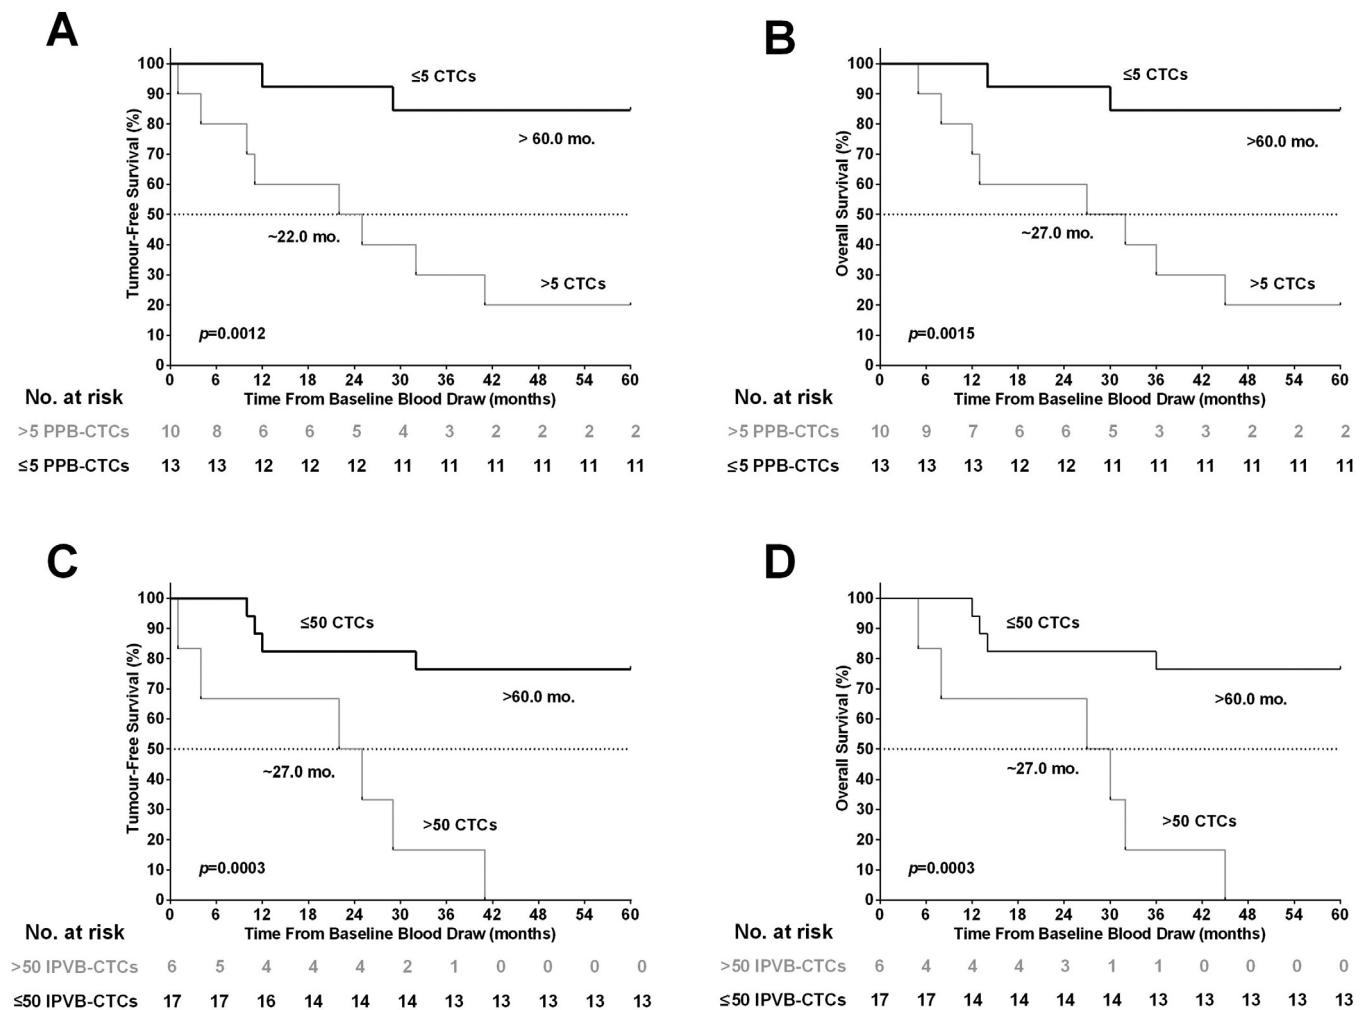 A
100
90
80
70
60
50
40
30
20
10
0
Tumour-Free Survival (%)
≤5 CTCs
> 60.0 mo.
~22.0 mo.
>5 CTCs
p=0.0012
0 6 12 18 24 30 36 42 48 54 60
Time From Baseline Blood Draw (months)
No. at risk
>5 PPB-CTCs 10 8 6 6 5 4 3 2 2 2 2
≤5 PPB-CTCs 13 13 12 12 12 11 11 11 11 11 11
B
100
90
80
70
60
50
40
30
20
10
0
Overall Survival (%)
≤5 CTCs
>60.0 mo.
~27.0 mo.
>5 CTCs
p=0.0015
0 6 12 18 24 30 36 42 48 54 60
Time From Baseline Blood Draw (months)
No. at risk
>5 PPB-CTCs 10 9 7 6 6 5 3 3 2 2 2
≤5 PPB-CTCs 13 13 13 12 12 11 11 11 11 11 11
C
100
90
80
70
60
50
40
30
20
10
0
Tumour-Free Survival (%)
≤50 CTCs
>60.0 mo.
~27.0 mo.
>50 CTCs
p=0.0003
0 6 12 18 24 30 36 42 48 54 60
Time From Baseline Blood Draw (months)
No. at risk
>50 IPVB-CTCs 6 5 4 4 4 2 1 0 0 0 0
≤50 IPVB-CTCs 17 17 16 14 14 14 13 13 13 13 13
D
100
90
80
70
60
50
40
30
20
10
0
Overall Survival (%)
≤50 CTCs
>60.0 mo.
~27.0 mo.
>50 CTCs
p=0.0003
0 6 12 18 24 30 36 42 48 54 60
Time From Baseline Blood Draw (months)
No. at risk
>50 IPVB-CTCs 6 4 4 4 3 1 1 0 0 0 0
≤50 IPVB-CTCs 17 17 14 14 14 14 13 13 13 13 13